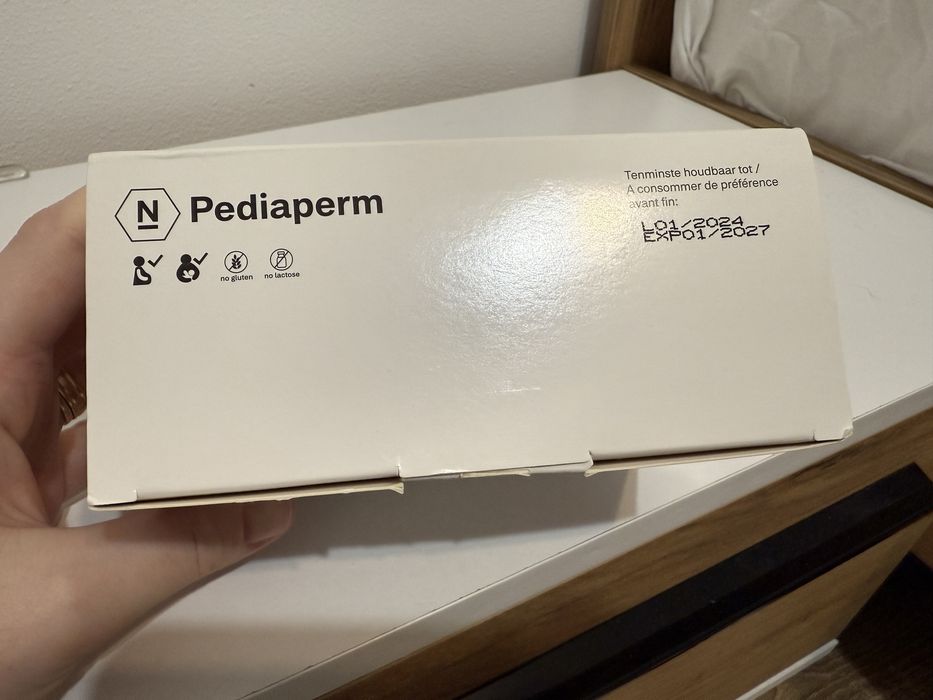 N Pediaperm
no gluten
no lactose
Tenminste houdbaar tot /
A consommer de préférence
avant fin:
L01/2024
EXP01/2027